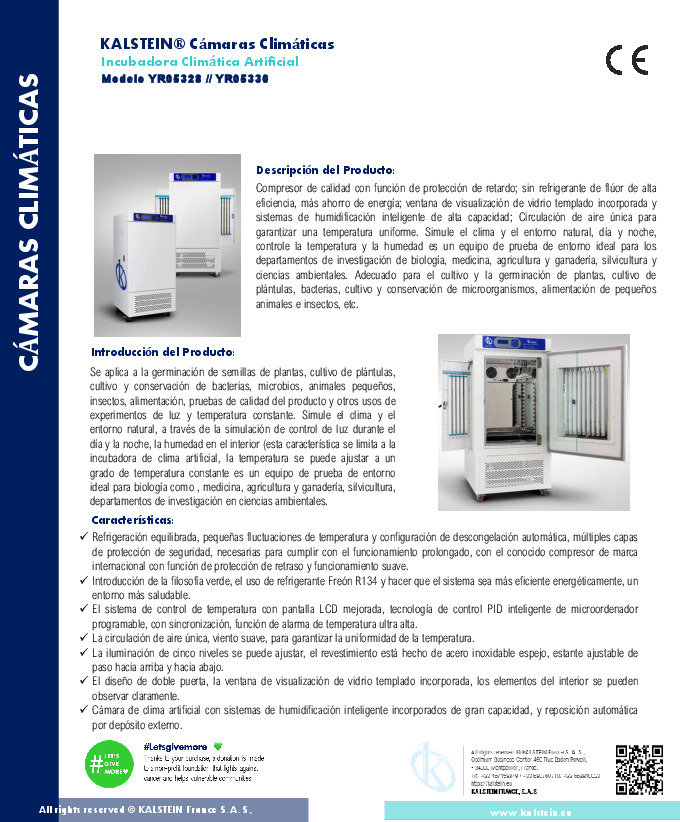 CÁMARAS CLIMÁTICAS
KALSTEIN® Cámaras Climáticas
Incubadora Climática Artificial
Modelo YR05328 // YR05330
CE
Descripción del Producto:
Compresor de calidad con función de protección de retardo; sin refrigerante de flúor de alta
eficiencia, más ahorro de energía; ventana de visualización de vidrio templado incorporada y
sistemas de humidificación inteligente de alta capacidad; Circulación de aire única para
garantizar una temperatura uniforme. Simule el clima y el entorno natural, día y noche,
controle la temperatura y la humedad es un equipo de prueba de entorno ideal para los
departamentos de investigación de biología, medicina, agricultura y ganadería, silvicultura y
ciencias ambientales. Adecuado para el cultivo y la germinación de plantas, cultivo de
plántulas, bacterias, cultivo y conservación de microorganismos, alimentación de pequeños
animales e insectos, etc.
Introducción del Producto:
Se aplica a la germinación de semillas de plantas, cultivo de plántulas,
cultivo y conservación de bacterias, microbios, animales pequeños,
insectos, alimentación, pruebas de calidad del producto y otros usos de
experimentos de luz y temperatura constante. Simule el clima y el
entorno natural, a través de la simulación de control de luz durante el
día y la noche, la humedad en el interior (esta característica se limita a la
incubadora de clima artificial, la temperatura se puede ajustar a un
grado de temperatura constante es un equipo de prueba de entorno
ideal para biología como , medicina, agricultura y ganadería, silvicultura,
departamentos de investigación en ciencias ambientales.
Características:
✓ Refrigeración equilibrada, pequeñas fluctuaciones de temperatura y configuración de descongelación automática, múltiples capas
de protección de seguridad, necesarias para cumplir con el funcionamiento prolongado, con el conocido compresor de marca
internacional con función de protección de retraso y funcionamiento suave.
✓ Introducción de la filosofía verde, el uso de refrigerante Freón R134 y hacer que el sistema sea más eficiente energéticamente, un
entorno más saludable.
✓ El sistema de control de temperatura con pantalla LCD mejorada, tecnología de control PID inteligente de microordenador
programable, con sincronización, función de alarma de temperatura ultra alta.
✓ La circulación de aire única, viento suave, para garantizar la uniformidad de la temperatura.
✓ La iluminación de cinco niveles se puede ajustar, el revestimiento está hecho de acero inoxidable espejo, estante ajustable de
paso hacia arriba y hacia abajo.
✓ El diseño de doble puerta, la ventana de visualización de vidrio templado incorporada, los elementos del interior se pueden
observar claramente.
✓ Cámara de clima artificial con sistemas de humidificación inteligente incorporados de gran capacidad, y reposición automática
por depósito externo.
#LET'S GIVE MORE
#Letsgivemore
Thanks to your purchase, a donation is made
to a non-profit foundation that fights against
cancer and helps vulnerable communities
All rights reserved ® KALSTEIN France S. A. S.,
KALSTEIN FRANCE, S.A.S
All rights reserved © KALSTEIN France S. A. S.,
www.kalstein.eu